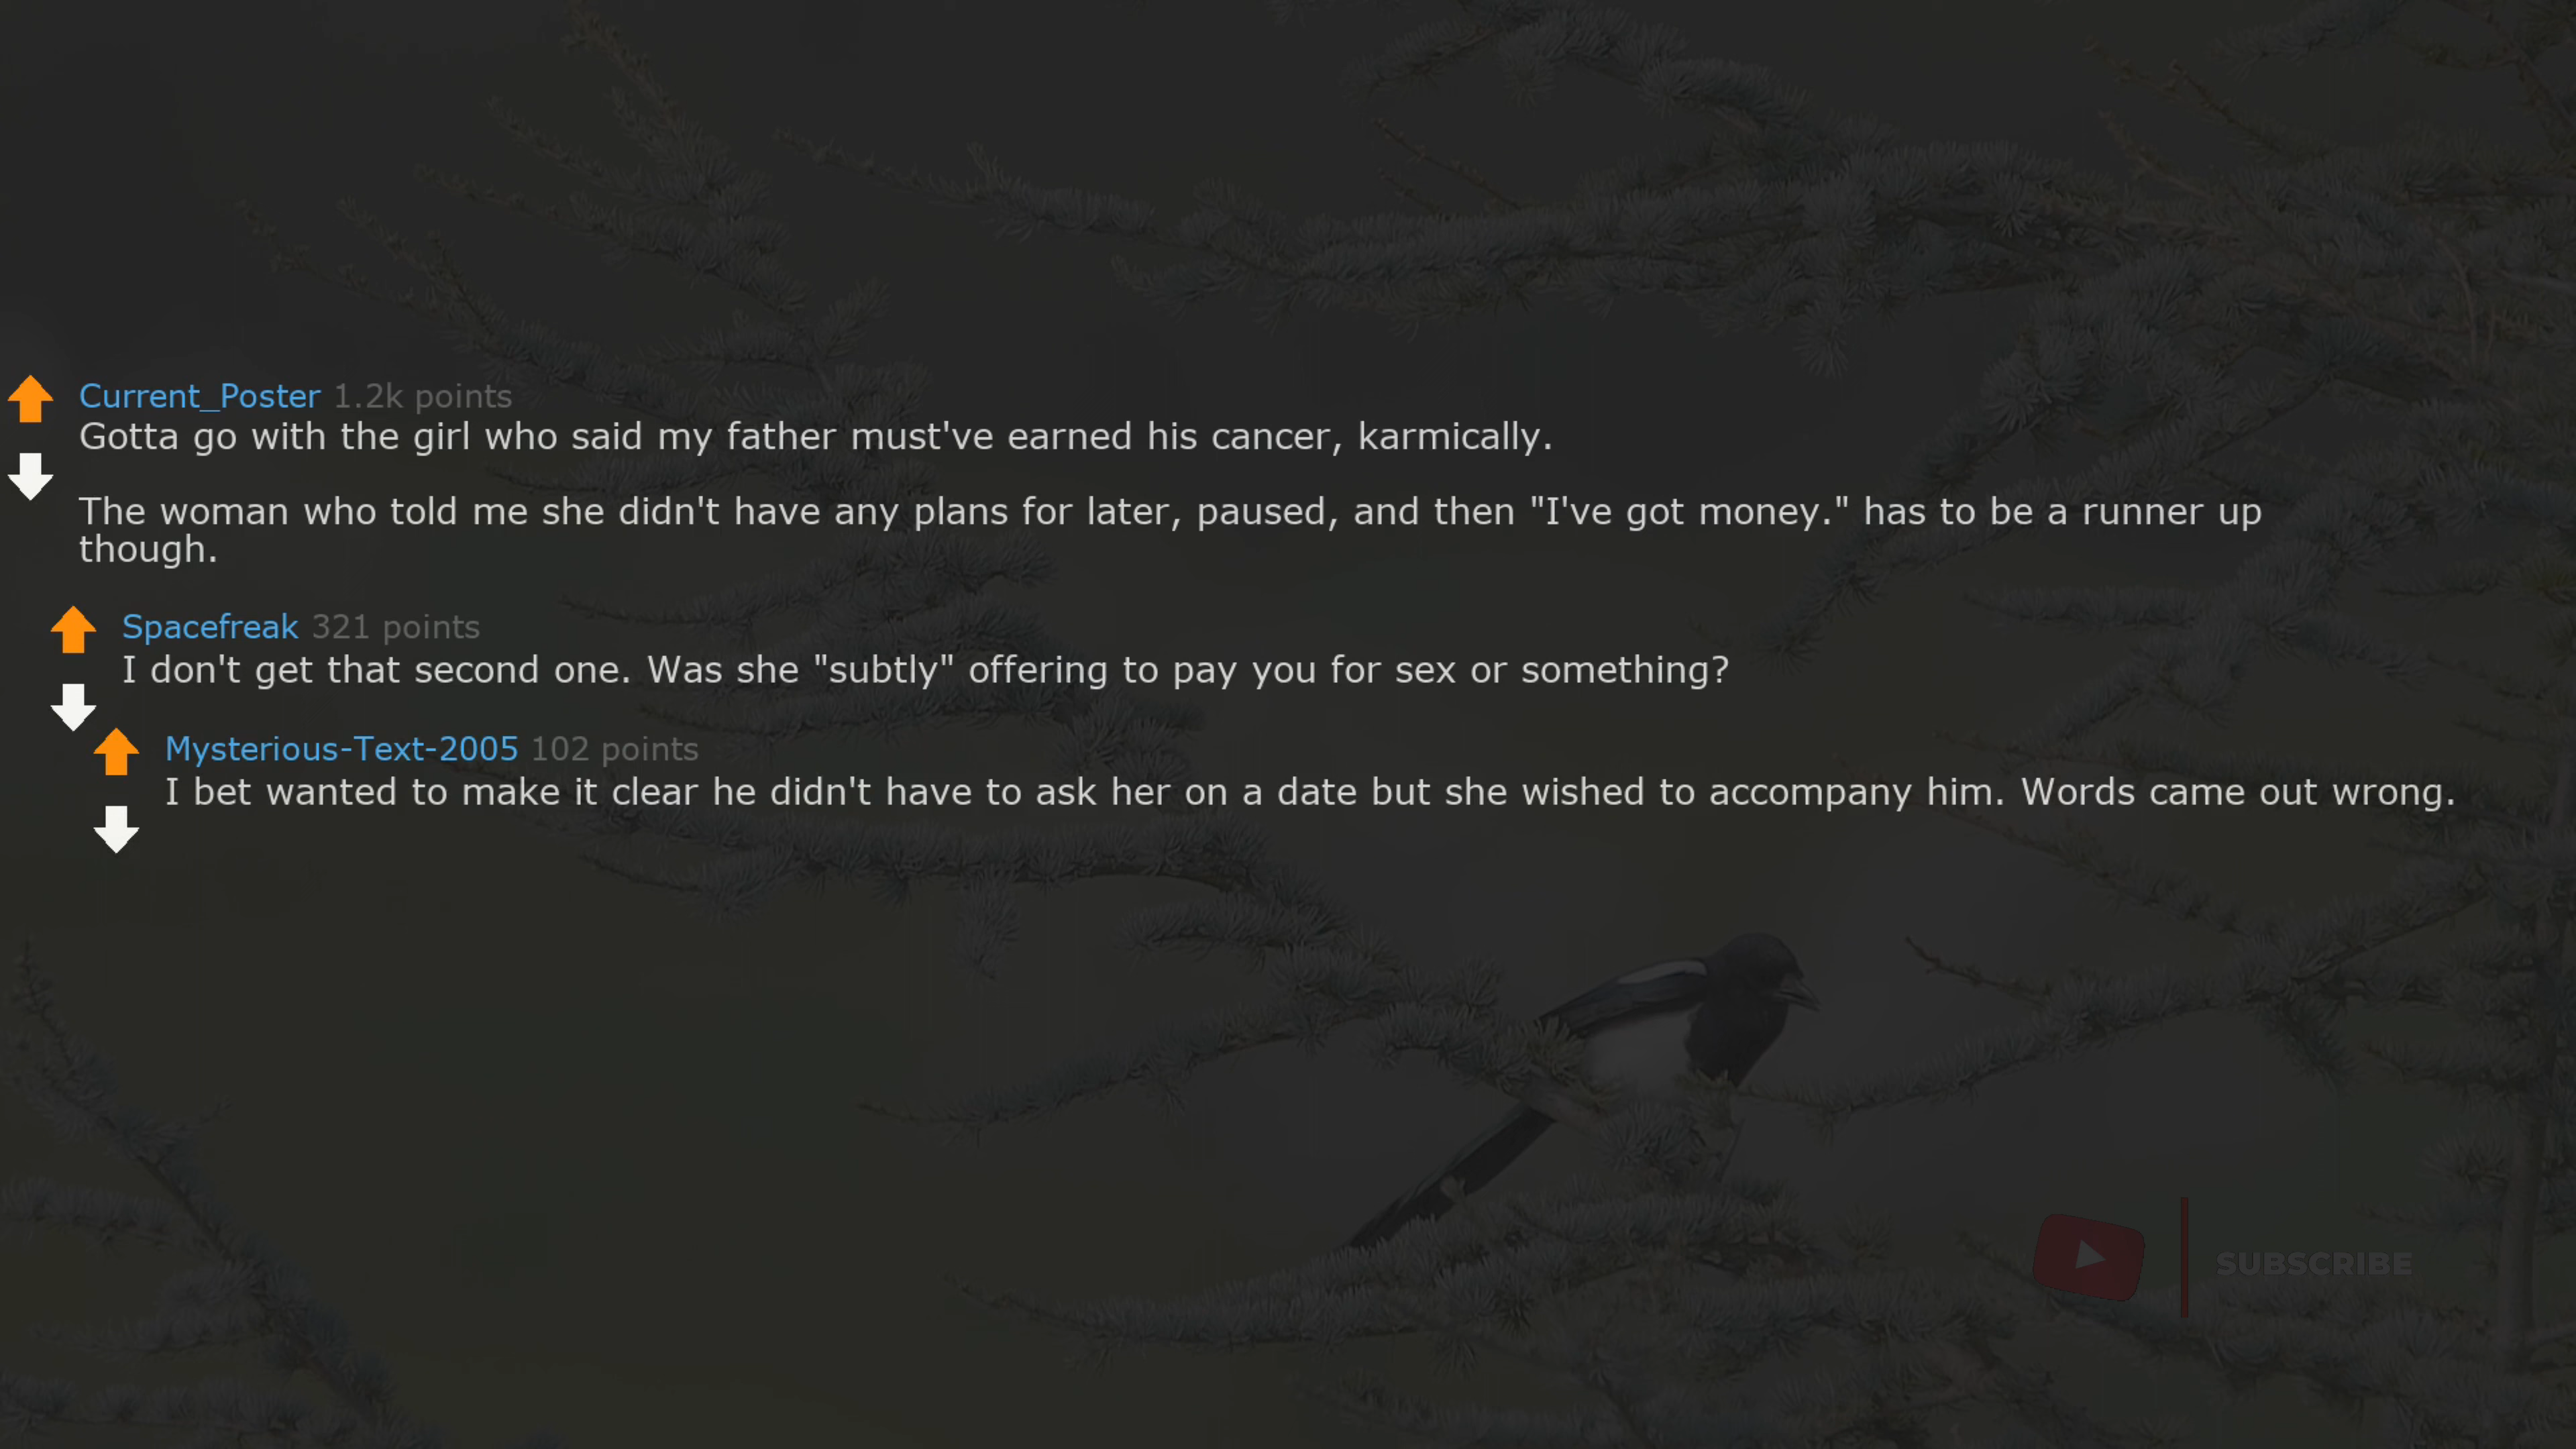 Current_Poster 1.2k points
Gotta go with the girl who said my father must've earned his cancer, karmically.
The woman who told me she didn't have any plans for later, paused, and then "I've got money." has to be a runner up
though.
Spacefreak 321 points
I don't get that second one. Was she "subtly" offering to pay you for sex or something?
Mysterious-Text-2005 102 points
I bet wanted to make it clear he didn't have to ask her on a date but she wished to accompany him. Words came out wrong.
SUBSCRIBE